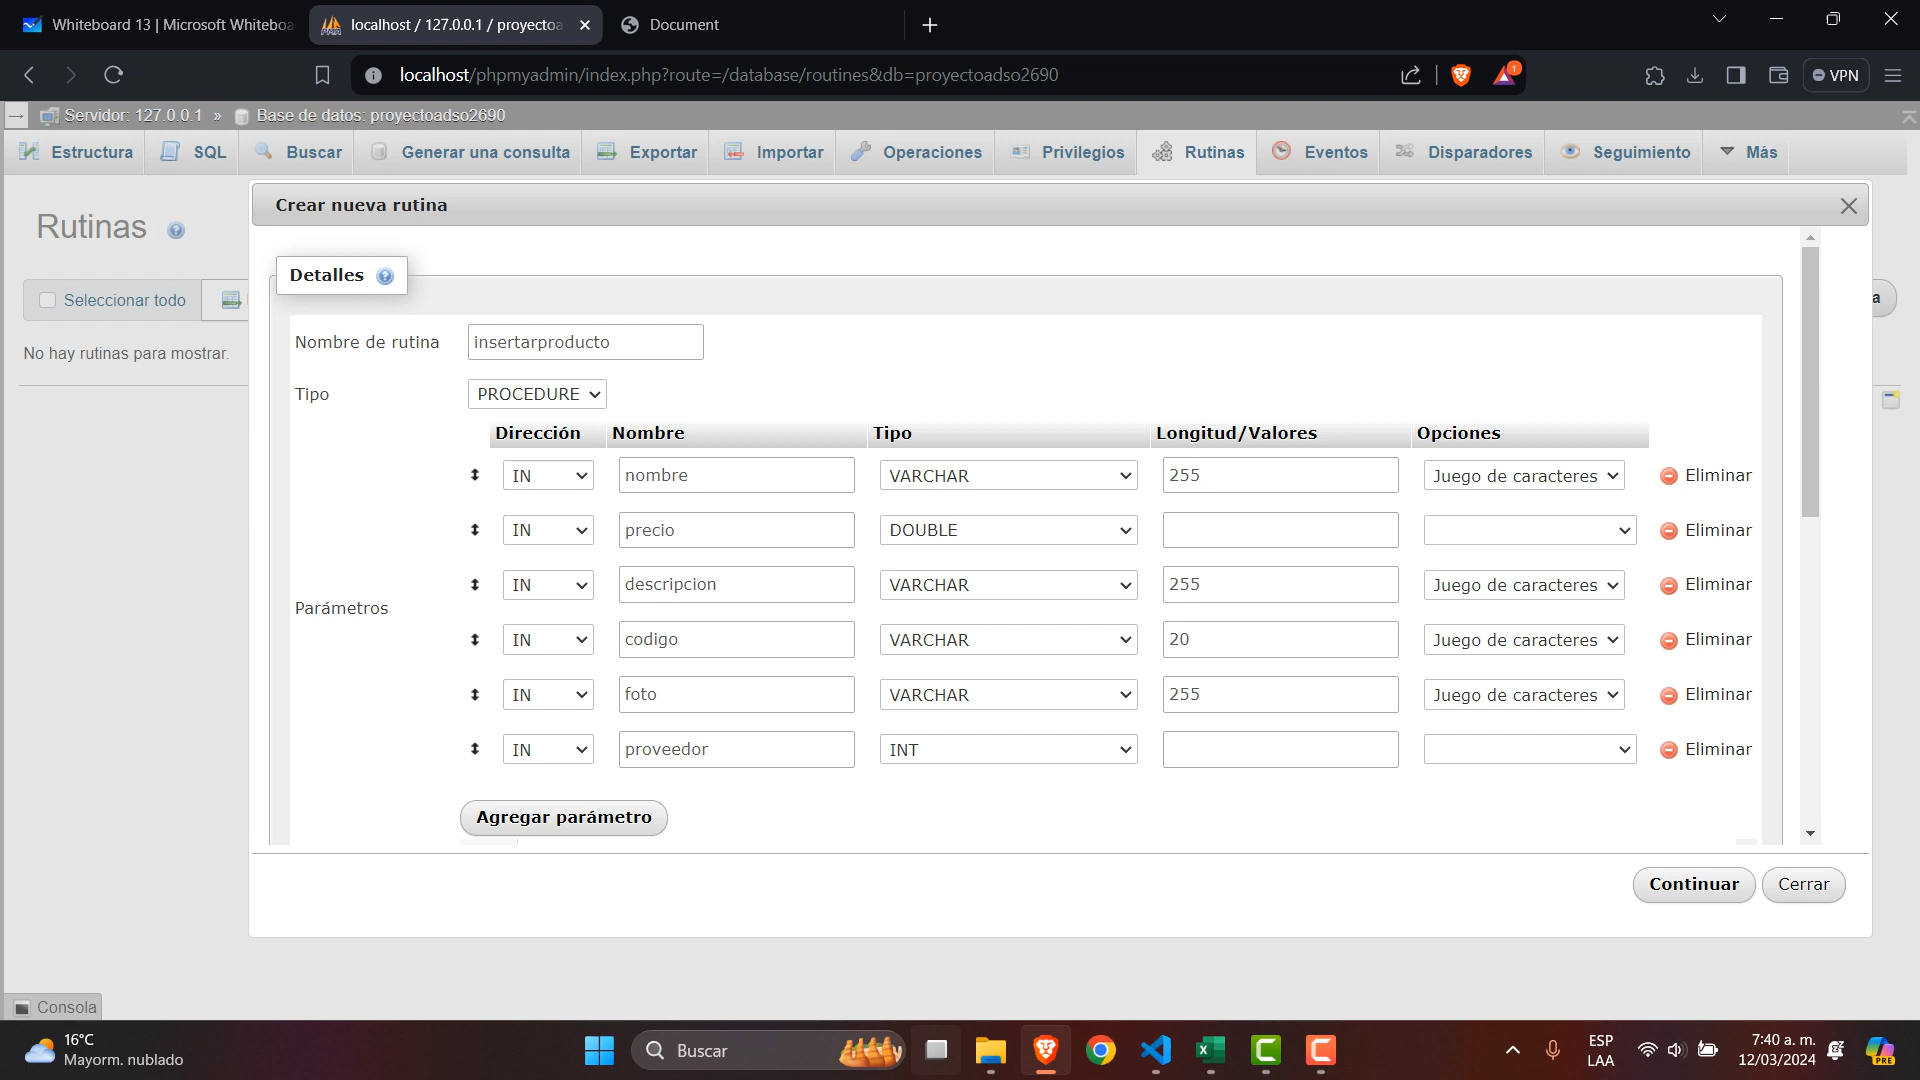 Whiteboard 13 | Microsoft Whiteboa
localhost / 127.0.0.1 / proyectoa
Document
localhost/phpmyadmin/index.php?route=/database/routines&db=proyectoadso2690
1
VPN
Servidor: 127.0.0.1 » Base de datos: proyectoadso2690
Estructura SQL Buscar Generar una consulta Exportar Importar Operaciones Privilegios Rutinas Eventos Disparadores Seguimiento Más
Crear nueva rutina
Rutinas
Detalles
Seleccionar todo
a
Nombre de rutina insertarproducto
No hay rutinas para mostrar.
Tipo PROCEDURE
Dirección Nombre Tipo Longitud/Valores Opciones
IN nombre VARCHAR 255 Juego de caracteres Eliminar
IN precio DOUBLE Eliminar
IN descripcion VARCHAR 255 Juego de caracteres Eliminar
Parámetros
IN codigo VARCHAR 20 Juego de caracteres Eliminar
IN foto VARCHAR 255 Juego de caracteres Eliminar
IN proveedor INT Eliminar
Agregar parámetro
Continuar Cerrar
Consola
16°C
Mayorm. nublado
Buscar
ESP
LAA
7:40 a. m.
12/03/2024
PRE